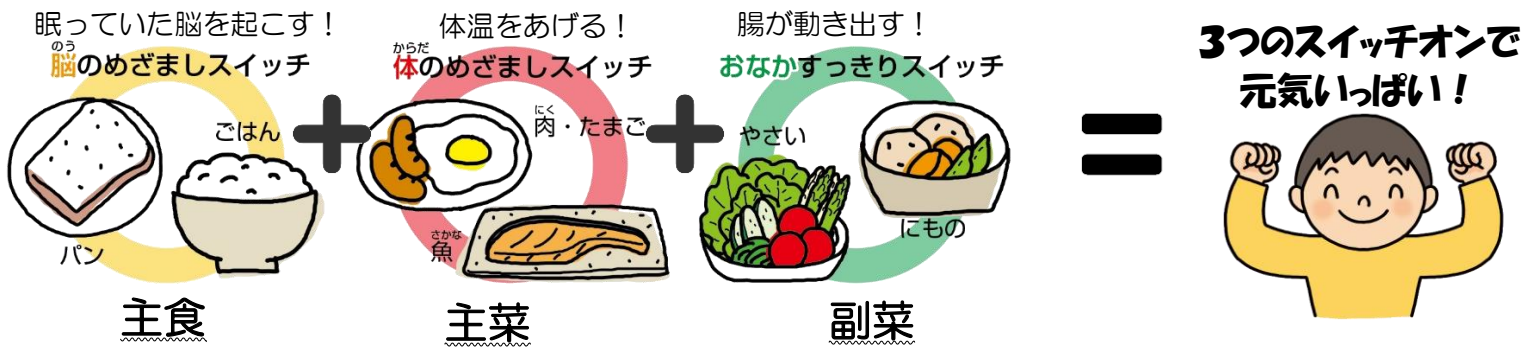 眠っていた脳を起こす！
のう
脳のめざましスイッチ
ごはん
パン
主食
体温をあげる！
からだ
体のめざましスイッチ
にく
肉・たまご
さかな
魚
主菜
腸が動き出す！
おなかすっきりスイッチ
やさい
にもの
副菜
3つのスイッチオンで
元気いっぱい！